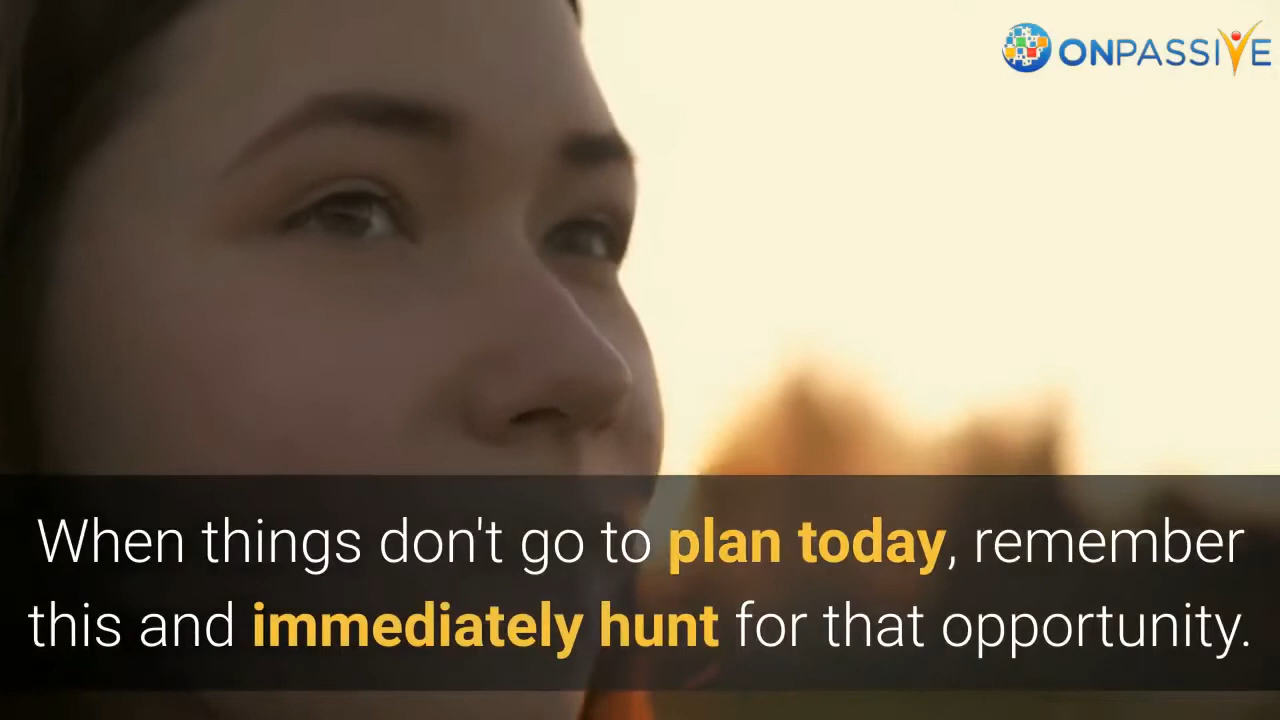 ONPASSIVE
When things don't go to plan today, remember
this and immediately hunt for that opportunity.